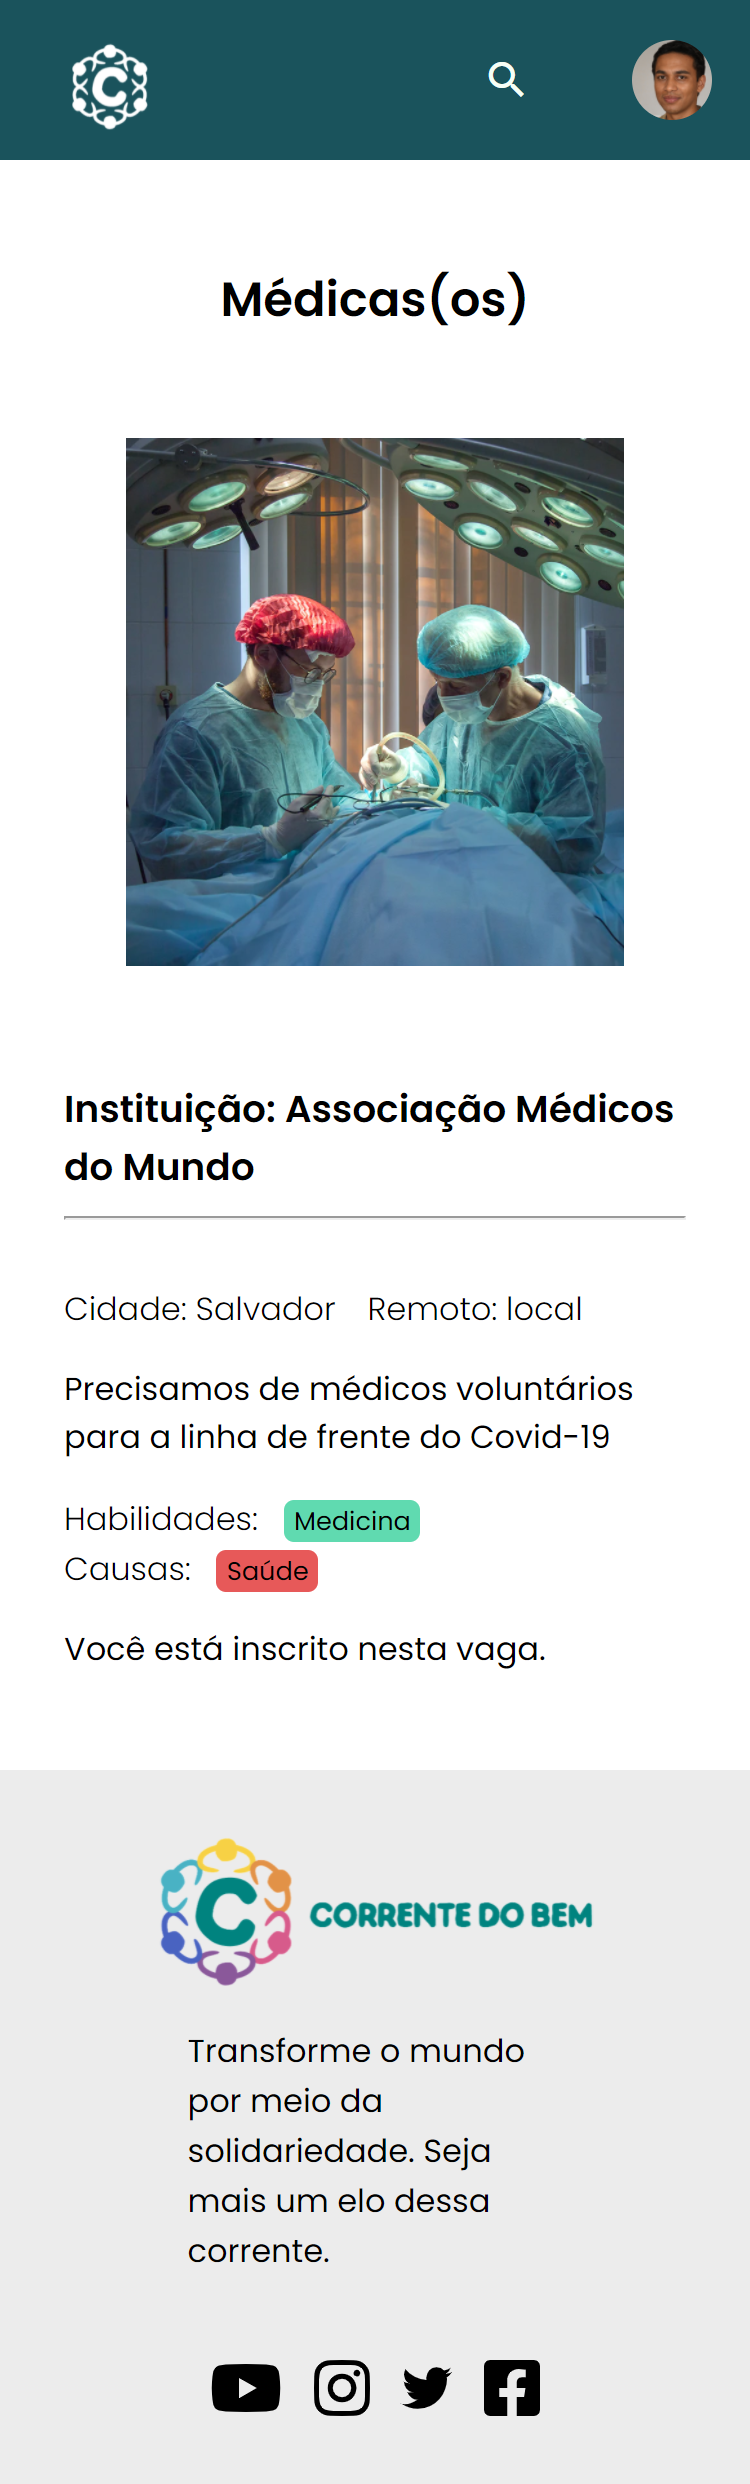 C
Médicas(os)
Instituição: Associação Médicos
do Mundo
Cidade: Salvador Remoto: local
Precisamos de médicos voluntários
para a linha de frente do Covid-19
Habilidades: Medicina
Causas: Saúde
Você está inscrito nesta vaga.
C CORRENTE DO BEM
Transforme o mundo
por meio da
solidariedade. Seja
mais um elo dessa
corrente.